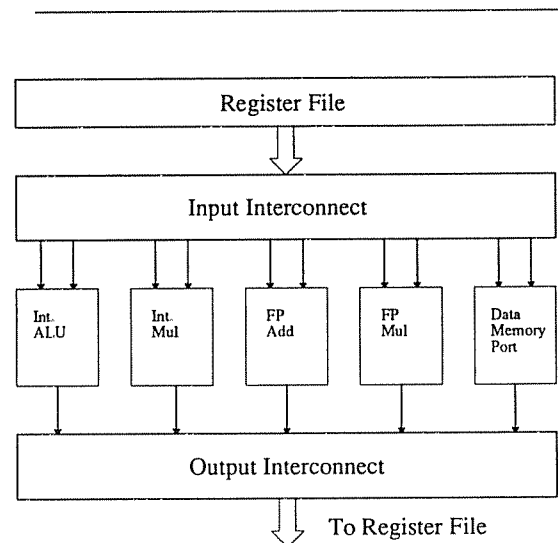 Register File
Input Interconnect
Int.
ALU
Int.
Mul
FP
Add
FP
Mul
Data
Memory
Port
Output Interconnect
To Register File